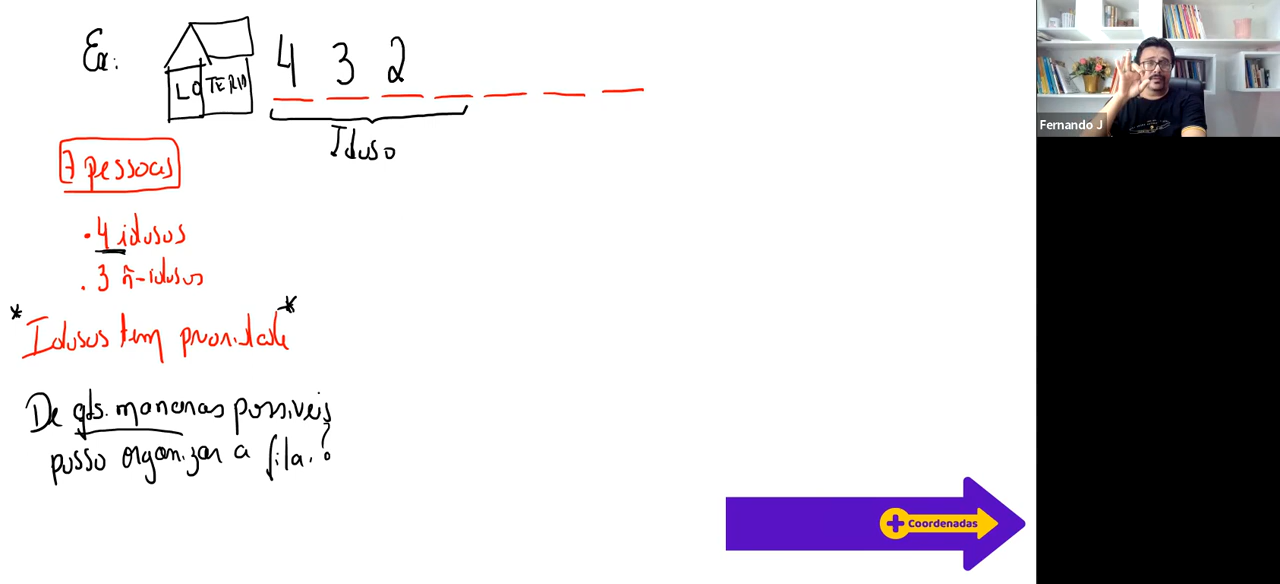 Ex:
LOTERIA
4 3 2
Idoso
7 pessoas
• 4 idosos
. 3 ñ-idosos
* Idosos tem prioridade *
De qts. maneiras possiveis
posso organizar a fila?
Fernando J
+ Coordenadas